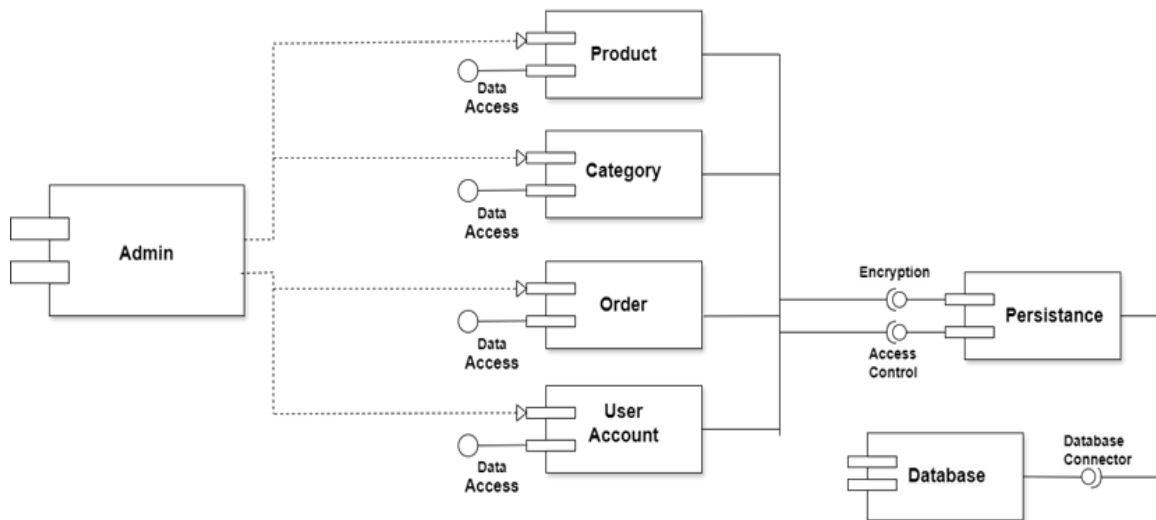 Product
Data
Access
Category
Data
Access
Admin
Encryption
Order
Persistance
Data
Access
Access
Control
User
Account
Data
Access
Database
Database
Connector